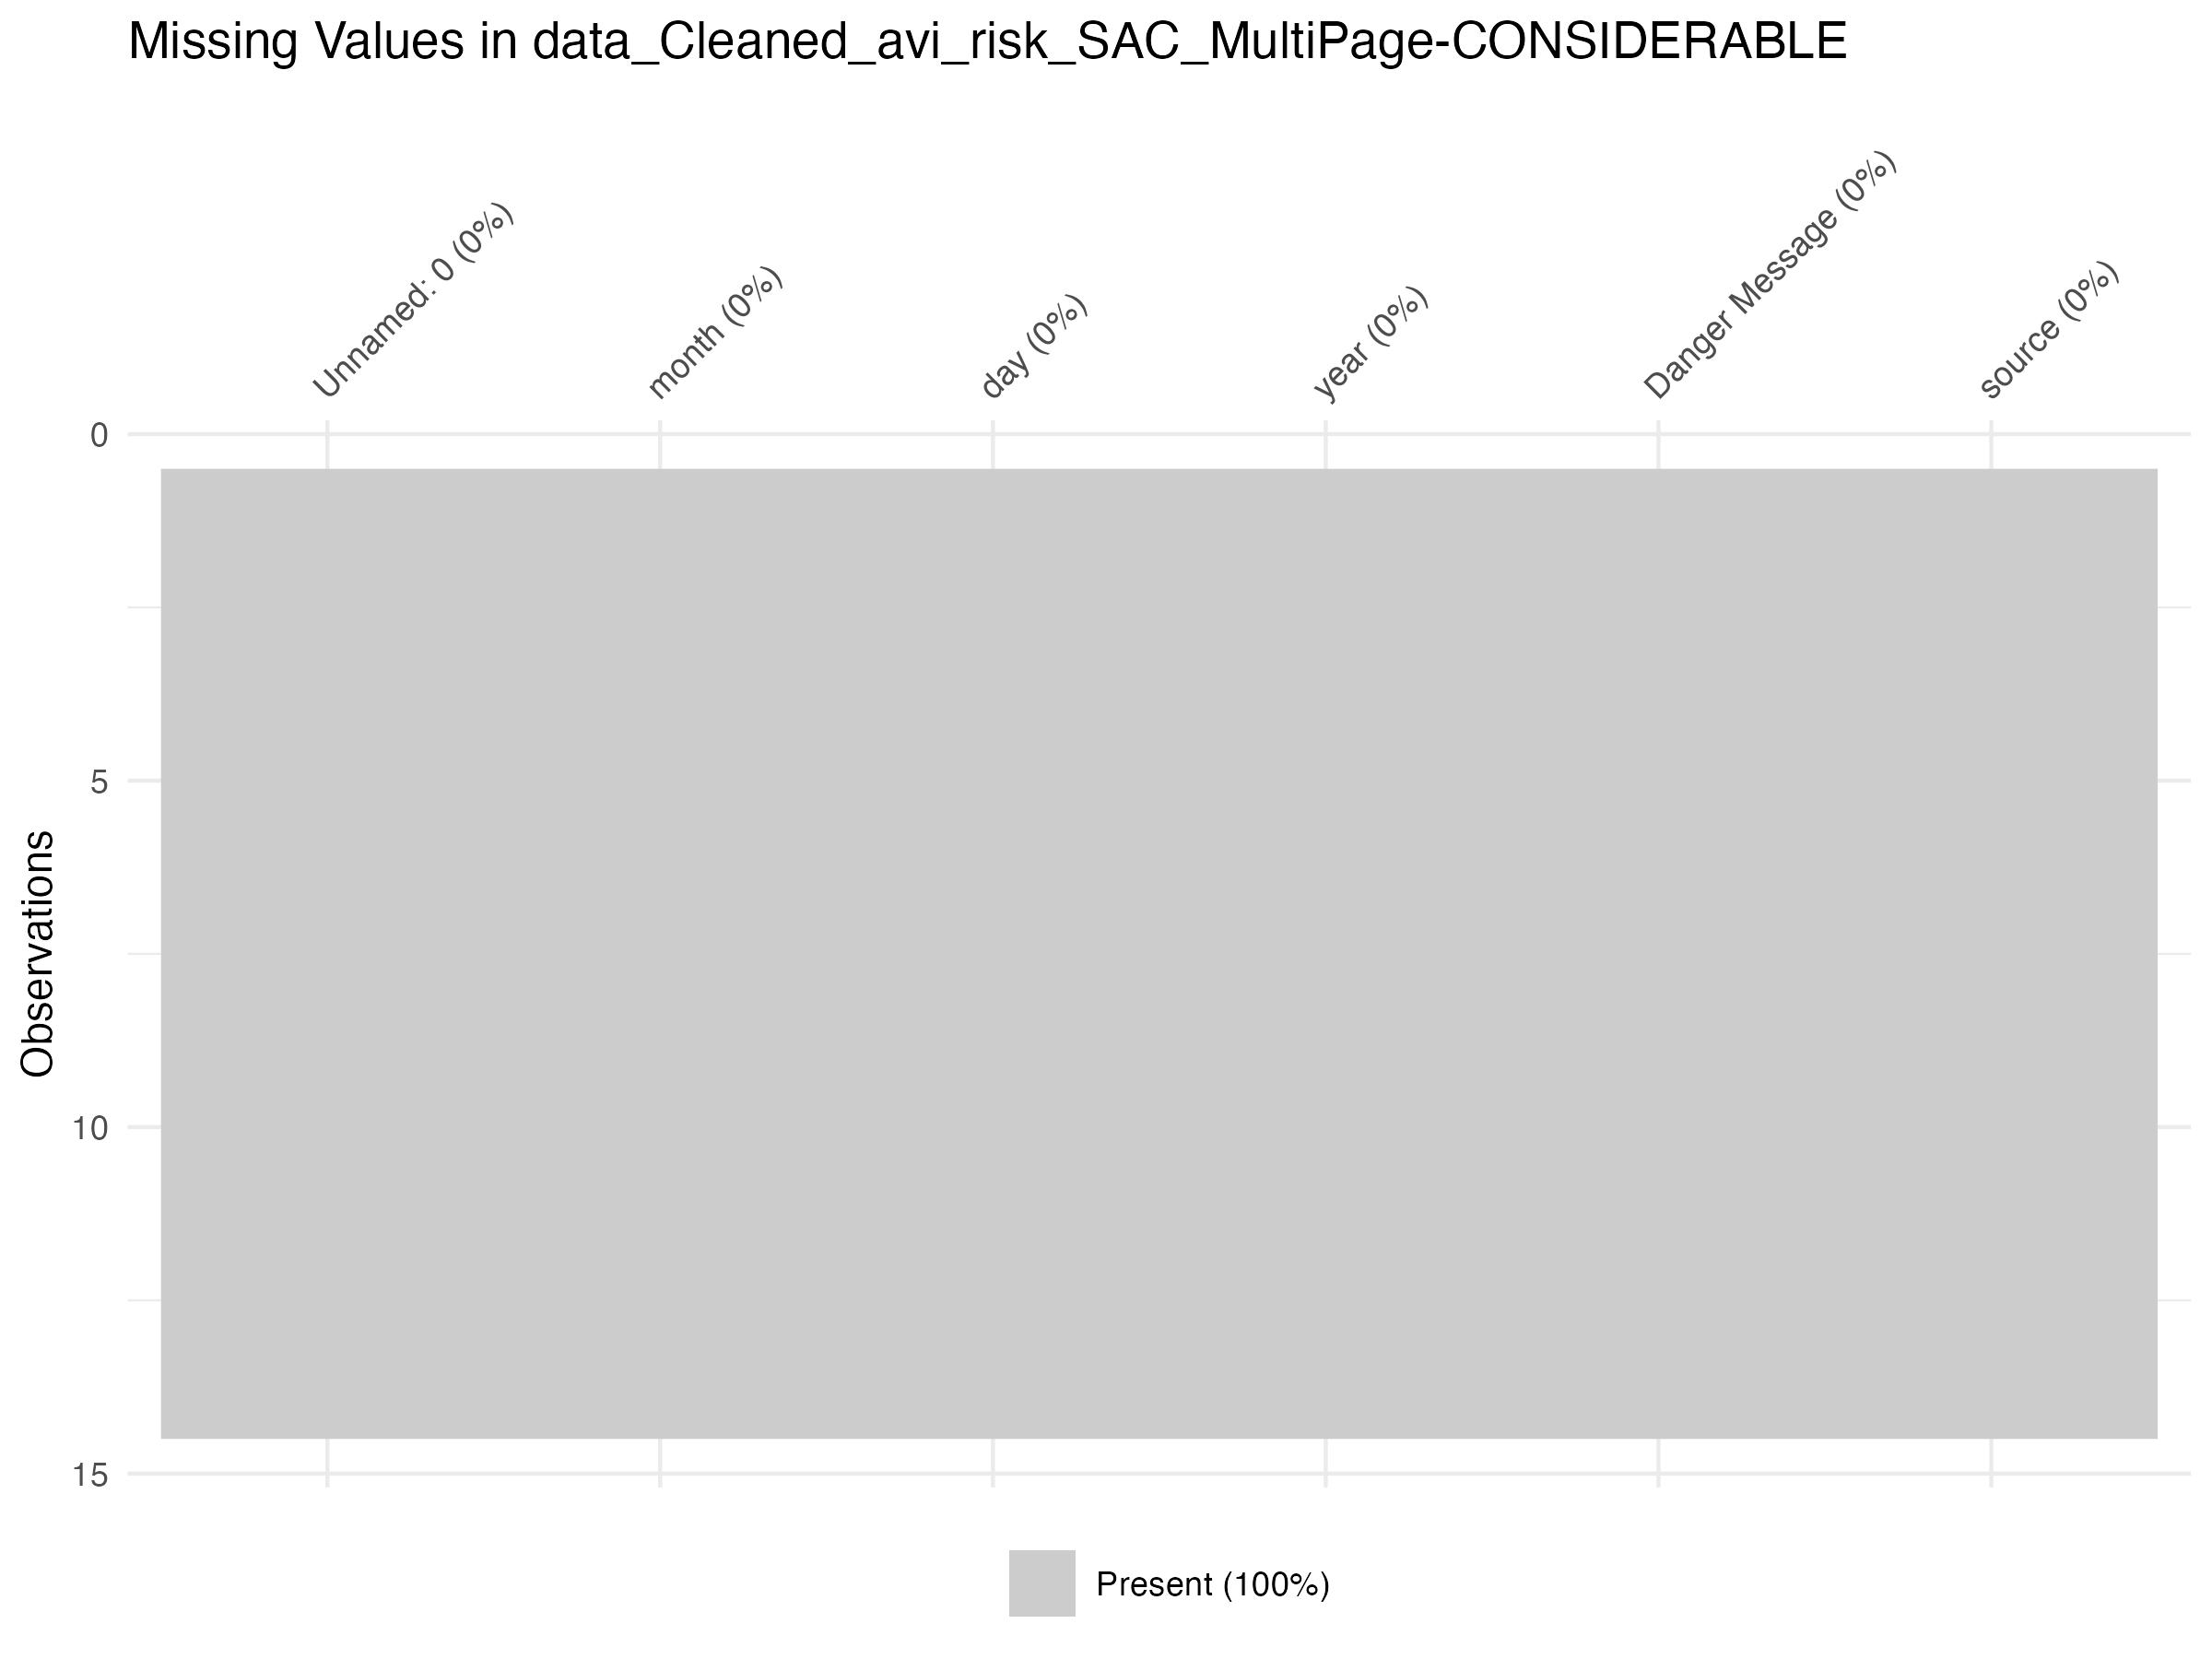 Missing Values in data_Cleaned_avi_risk_SAC_MultiPage-CONSIDERABLE
Unnamed: 0 (0%)
month (0%)
day (0%)
year (0%)
Danger Message (0%)
source (0%)
0
5
10
15
Observations
Present (100%)